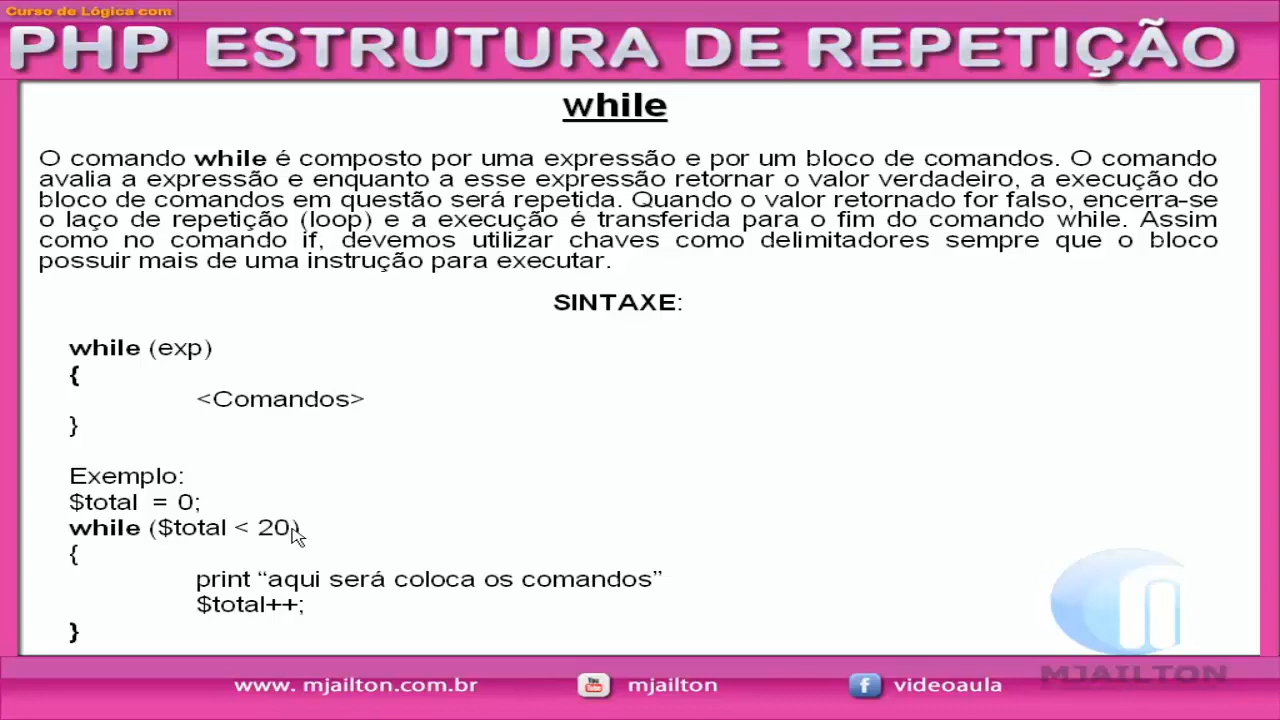 Curso de Lógica com
PHP ESTRUTURA DE REPETIÇÃO
while
O comando while é composto por uma expressão e por um bloco de comandos. O comando
avalia a expressão e enquanto a esse expressão retornar o valor verdadeiro, a execução do
bloco de comandos em questão será repetida. Quando o valor retornado for falso, encerra-se
o laço de repetição (loop) e a execução é transferida para o fim do comando while. Assim
como no comando if, devemos utilizar chaves como delimitadores sempre que o bloco
possuir mais de uma instrução para executar.
SINTAXE:
while (exp)
{
<Comandos>
}
Exemplo:
$total = 0;
while ($total < 20)
{
print “aqui será coloca os comandos”
$total++;
}
MJAILTON
www. mjailton.com.br
You Tube
mjailton
f
videoaula